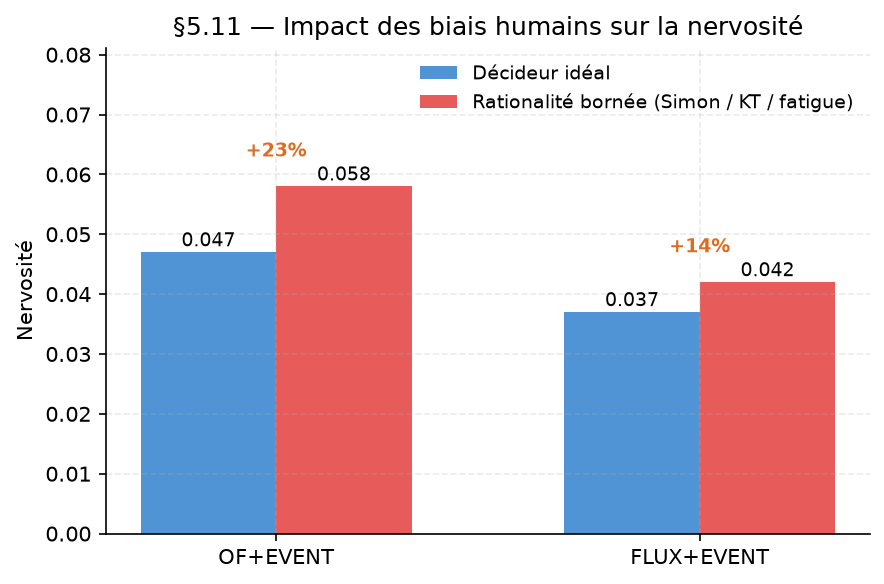 §5.11 — Impact des biais humains sur la nervosité
Décideur idéal
Rationalité bornée (Simon / KT / fatigue)
Nervosité
0.08
0.07
0.06
0.05
0.04
0.03
0.02
0.01
0.00
+23%
0.047
0.058
+14%
0.037
0.042
OF+EVENT
FLUX+EVENT